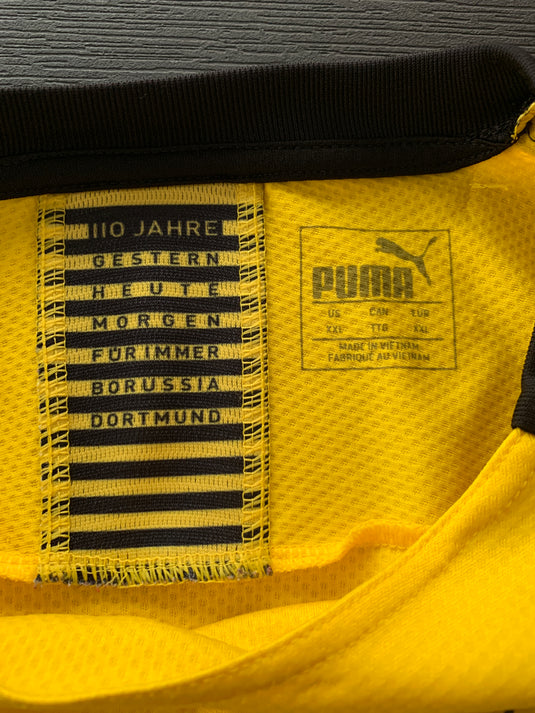 110 JAHRE
GESTERN
HEUTE
MORGEN
FÜR IMMER
BORUSSIA
DORTMUND
PUMA
US CAN EUR
XXL TTG XXL
MADE IN VIETNAM
FABRIQUÉ AU VIETNAM